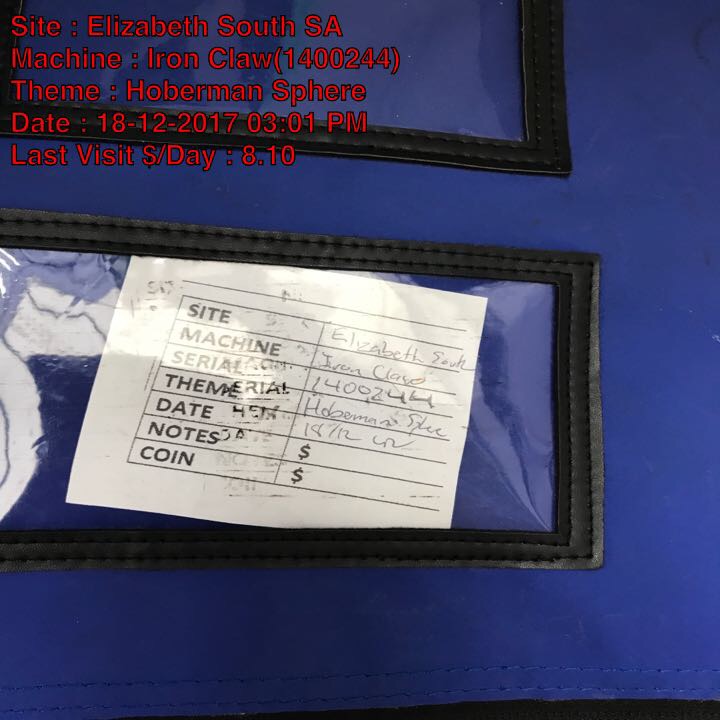 Site : Elizabeth South SA
Machine : Iron Claw(1400244)
Theme : Hoberman Sphere
Date : 18-12-2017 03:01 PM
Last Visit $/Day : 8.10
SITE Elizabeth South
MACHINE Iron Claw
SERIAL 1400244
THEME Hoberman Sphere
DATE 18/12
NOTES $
COIN $